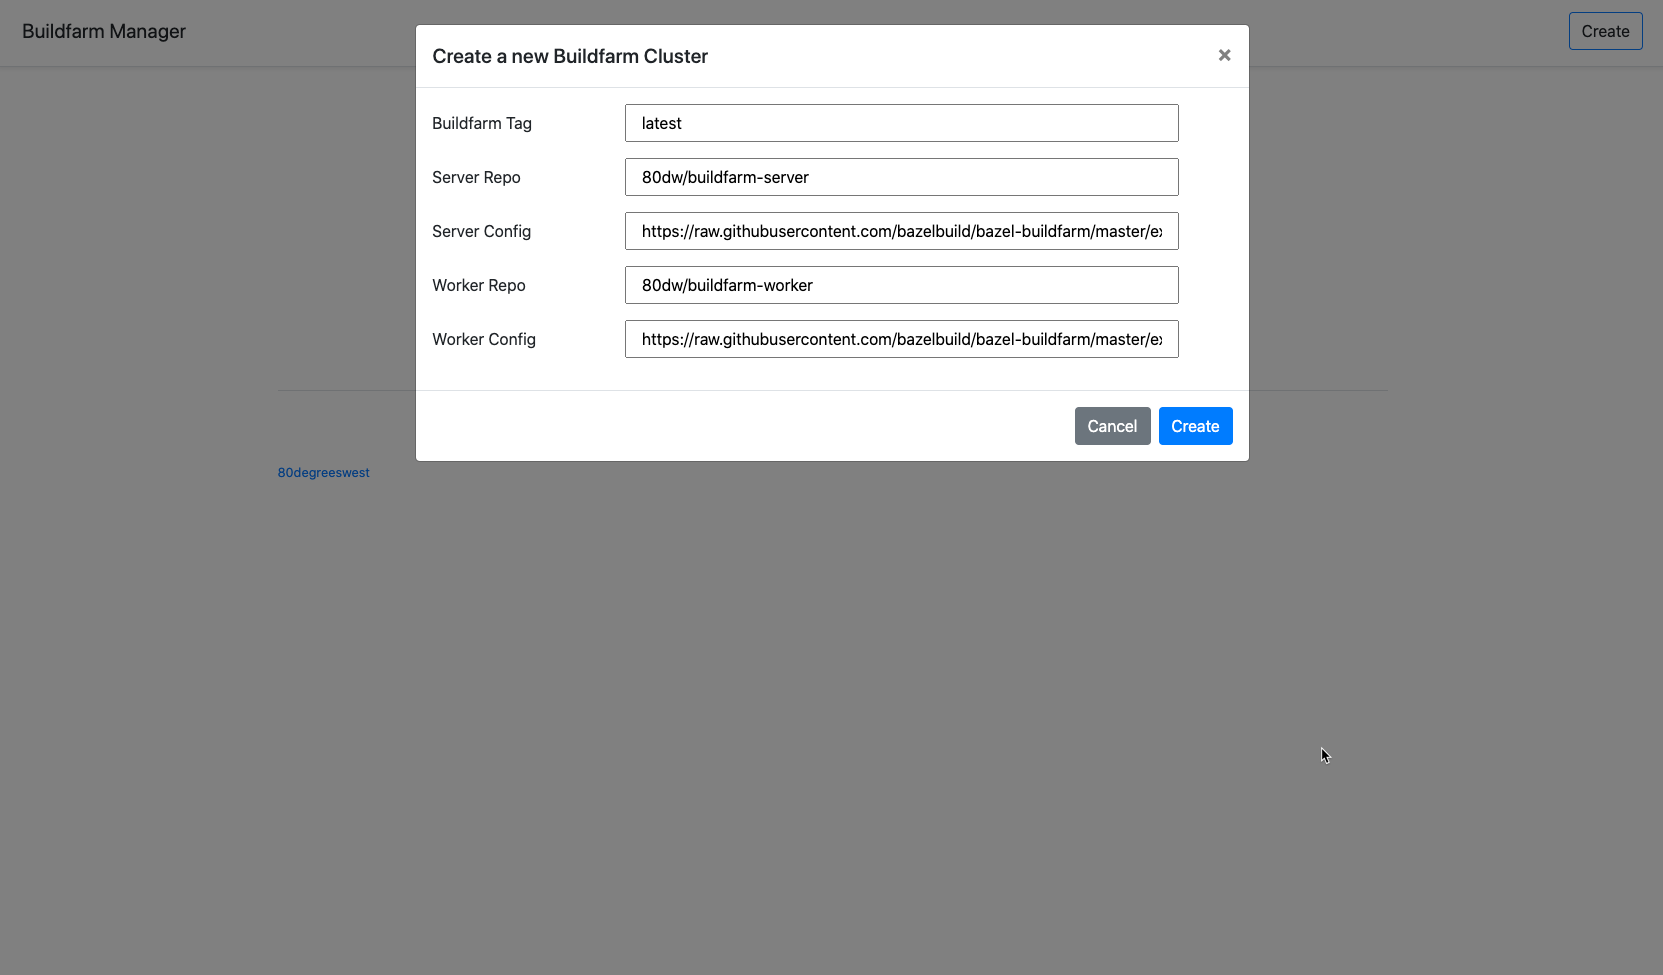 Buildfarm Manager
Create
Create a new Buildfarm Cluster
×
Buildfarm Tag
latest
Server Repo
80dw/buildfarm-server
Server Config
https://raw.githubusercontent.com/bazelbuild/bazel-buildfarm/master/ex
Worker Repo
80dw/buildfarm-worker
Worker Config
https://raw.githubusercontent.com/bazelbuild/bazel-buildfarm/master/ex
Cancel
Create
80degreeswest